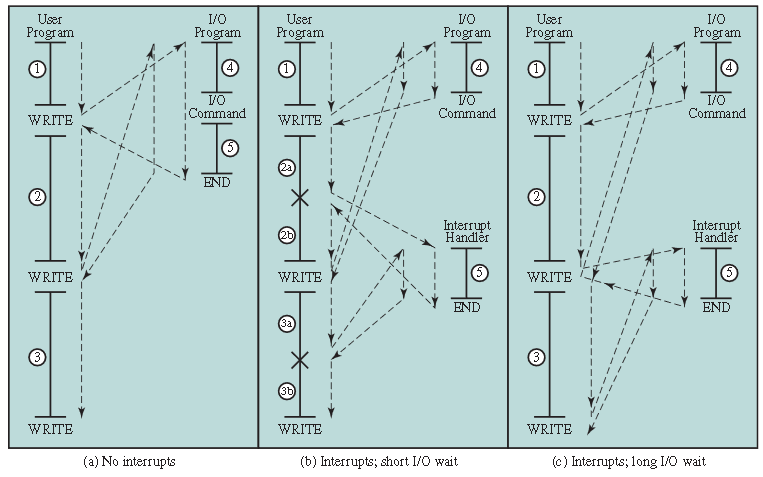 User
Program
I/O
Program
1
4
I/O
Command
WRITE
5
END
2
WRITE
3
WRITE
(a) No interrupts
User
Program
I/O
Program
1
4
I/O
Command
WRITE
2a
2b
Interrupt
Handler
5
END
WRITE
3a
3b
WRITE
(b) Interrupts; short I/O wait
User
Program
I/O
Program
1
4
I/O
Command
WRITE
2
Interrupt
Handler
5
END
WRITE
3
WRITE
(c) Interrupts; long I/O wait